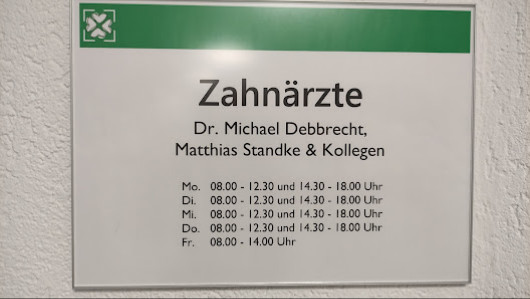 Zahnärzte
Dr. Michael Debbrecht,
Matthias Standke & Kollegen
Mo. 08.00 - 12.30 und 14.30 - 18.00 Uhr
Di. 08.00 - 12.30 und 14.30 - 18.00 Uhr
Mi. 08.00 - 12.30 und 14.30 - 18.00 Uhr
Do. 08.00 - 12.30 und 14.30 - 18.00 Uhr
Fr. 08.00 - 14.00 Uhr